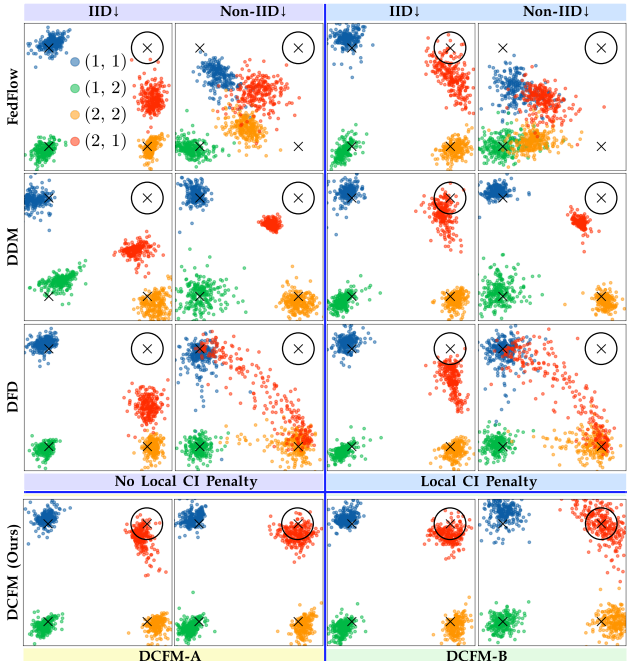 IID↓ Non-IID↓ IID↓ Non-IID↓
FedFlow
(1, 1)
(1, 2)
(2, 2)
(2, 1)
DDM
DFD
No Local CI Penalty Local CI Penalty
DCFM (Ours)
DCFM-A DCFM-B